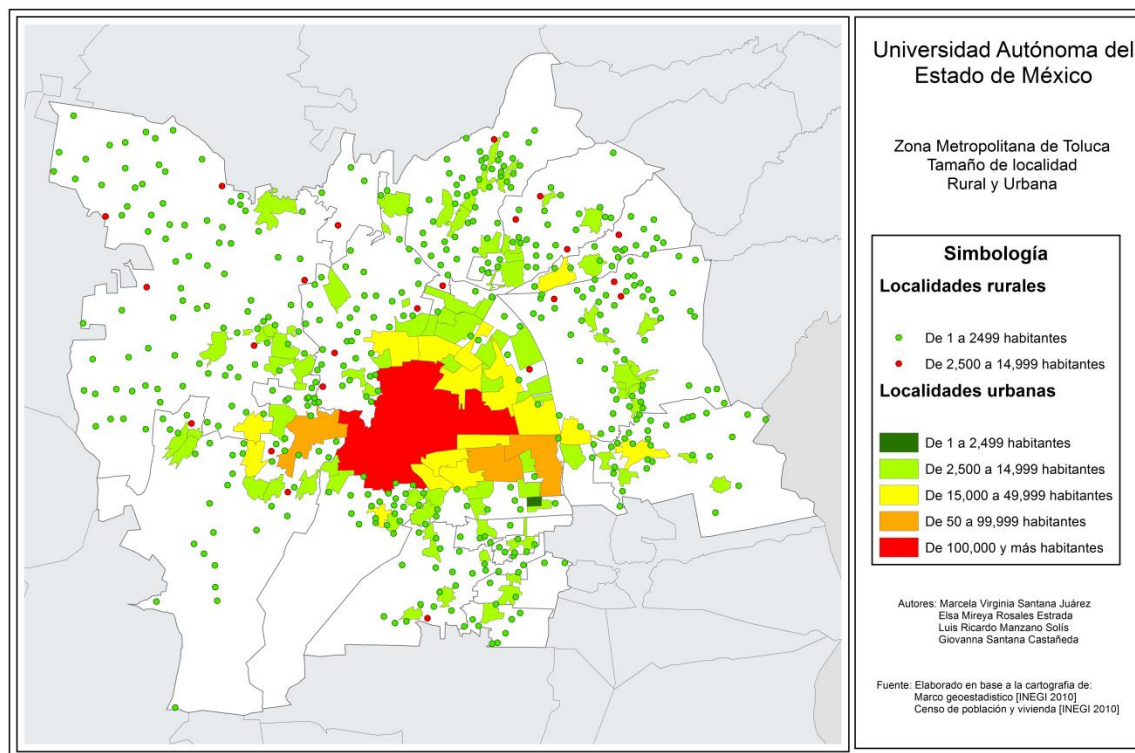 Universidad Autónoma del
Estado de México
Zona Metropolitana de Toluca
Tamaño de localidad
Rural y Urbana
Simbología
Localidades rurales
De 1 a 2499 habitantes
De 2,500 a 14,999 habitantes
Localidades urbanas
De 1 a 2,499 habitantes
De 2,500 a 14,999 habitantes
De 15,000 a 49,999 habitantes
De 50 a 99,999 habitantes
De 100,000 y más habitantes
Autores: Marcela Virginia Santana Juárez
Elsa Mireya Rosales Estrada
Luis Ricardo Manzano Solís
Giovanna Santana Castañeda
Fuente: Elaborado en base a la cartografia de:
Marco geoestadistico [INEGI 2010]
Censo de población y vivienda [INEGI 2010]